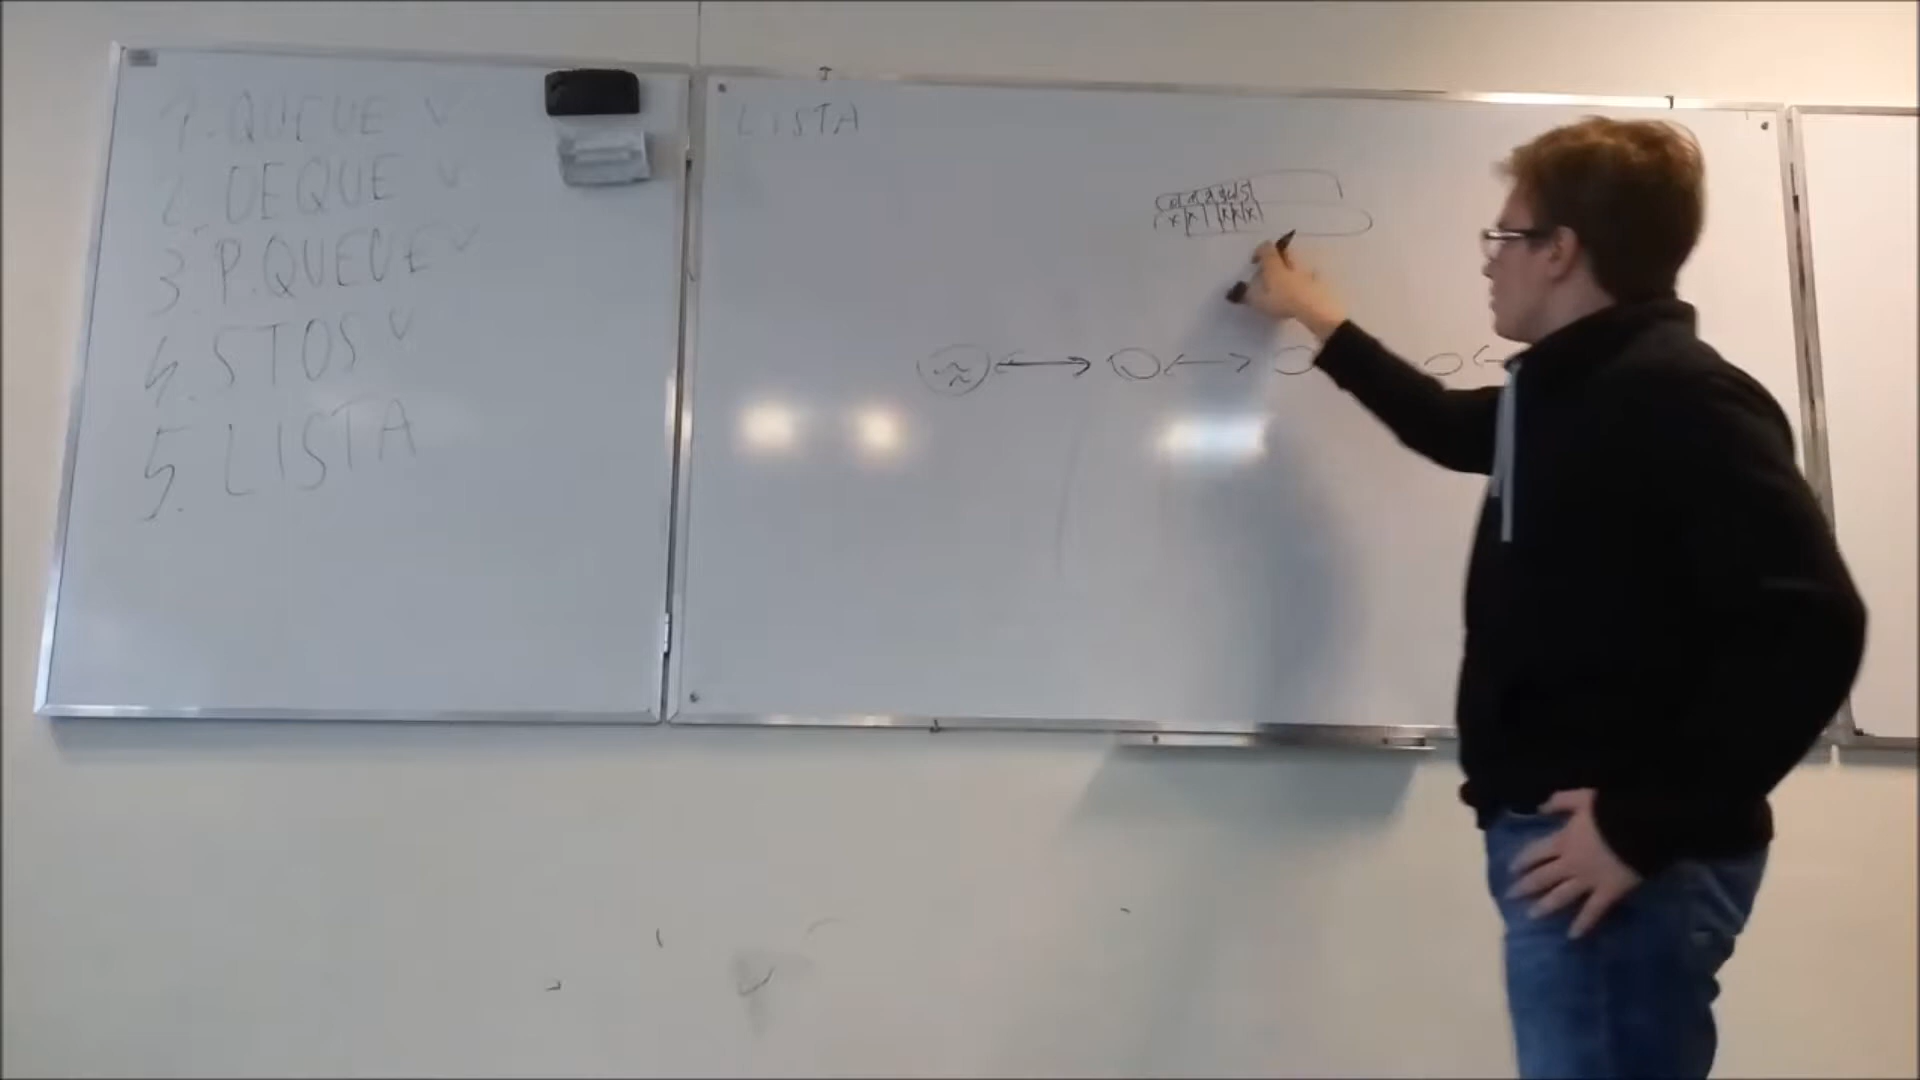 1. QUEUE v
2. DEQUE v
3. P.QUEUE v
4. STOS v
5. LISTA
LISTA